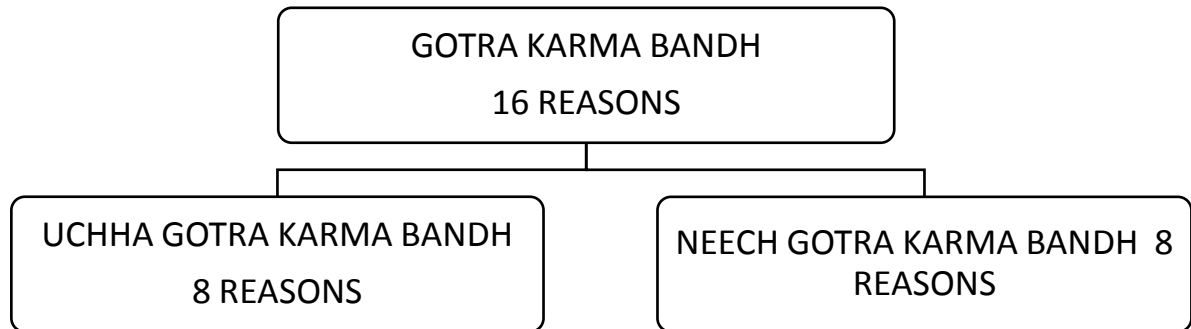 GOTRA KARMA BANDH
16 REASONS
UCHHA GOTRA KARMA BANDH
8 REASONS
NEECH GOTRA KARMA BANDH 8
REASONS